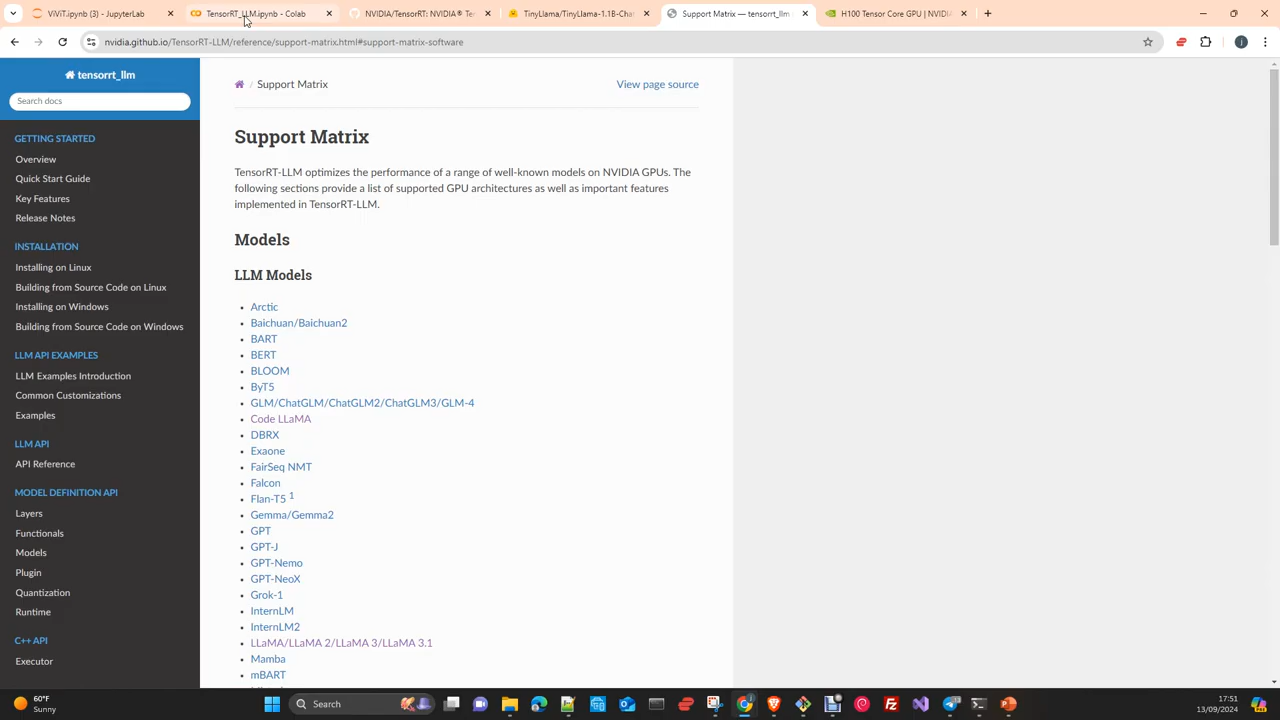 ViViT.ipynb (5) - JupyterLab
TensorRT_LLM.ipynb - Colab
NVIDIA/TensorRT: NVIDIA®
TinyLlama/TinyLlama-1.1B-Chat
Support Matrix — tensorrt_llm
H100 Tensor Core GPU | NVIDIA
nvidia.github.io/TensorRT-LLM/reference/support-matrix.html#support-matrix-software
tensorrt_llm
Search docs
GETTING STARTED
Overview
Quick Start Guide
Key Features
Release Notes
INSTALLATION
Installing on Linux
Building from Source Code on Linux
Installing on Windows
Building from Source Code on Windows
LLM API EXAMPLES
LLM Examples Introduction
Common Customizations
Examples
LLM API
API Reference
MODEL DEFINITION API
Layers
Functionals
Models
Plugin
Quantization
Runtime
C++ API
Executor
/ Support Matrix
View page source
Support Matrix
TensorRT-LLM optimizes the performance of a range of well-known models on NVIDIA GPUs. The
following sections provide a list of supported GPU architectures as well as important features
implemented in TensorRT-LLM.
Models
LLM Models
• Arctic
• Baichuan/Baichuan2
• BART
• BERT
• BLOOM
• ByT5
• GLM/ChatGLM/ChatGLM2/ChatGLM3/GLM-4
• Code LLaMA
• DBRX
• Exaone
• FairSeq NMT
• Falcon
• Flan-T5 1
• Gemma/Gemma2
• GPT
• GPT-J
• GPT-Nemo
• GPT-NeoX
• Grok-1
• InternLM
• InternLM2
• LLaMA/LLaMA 2/LLaMA 3/LLaMA 3.1
• Mamba
• mBART
60°F
Sunny
Search
17:51
13/09/2024